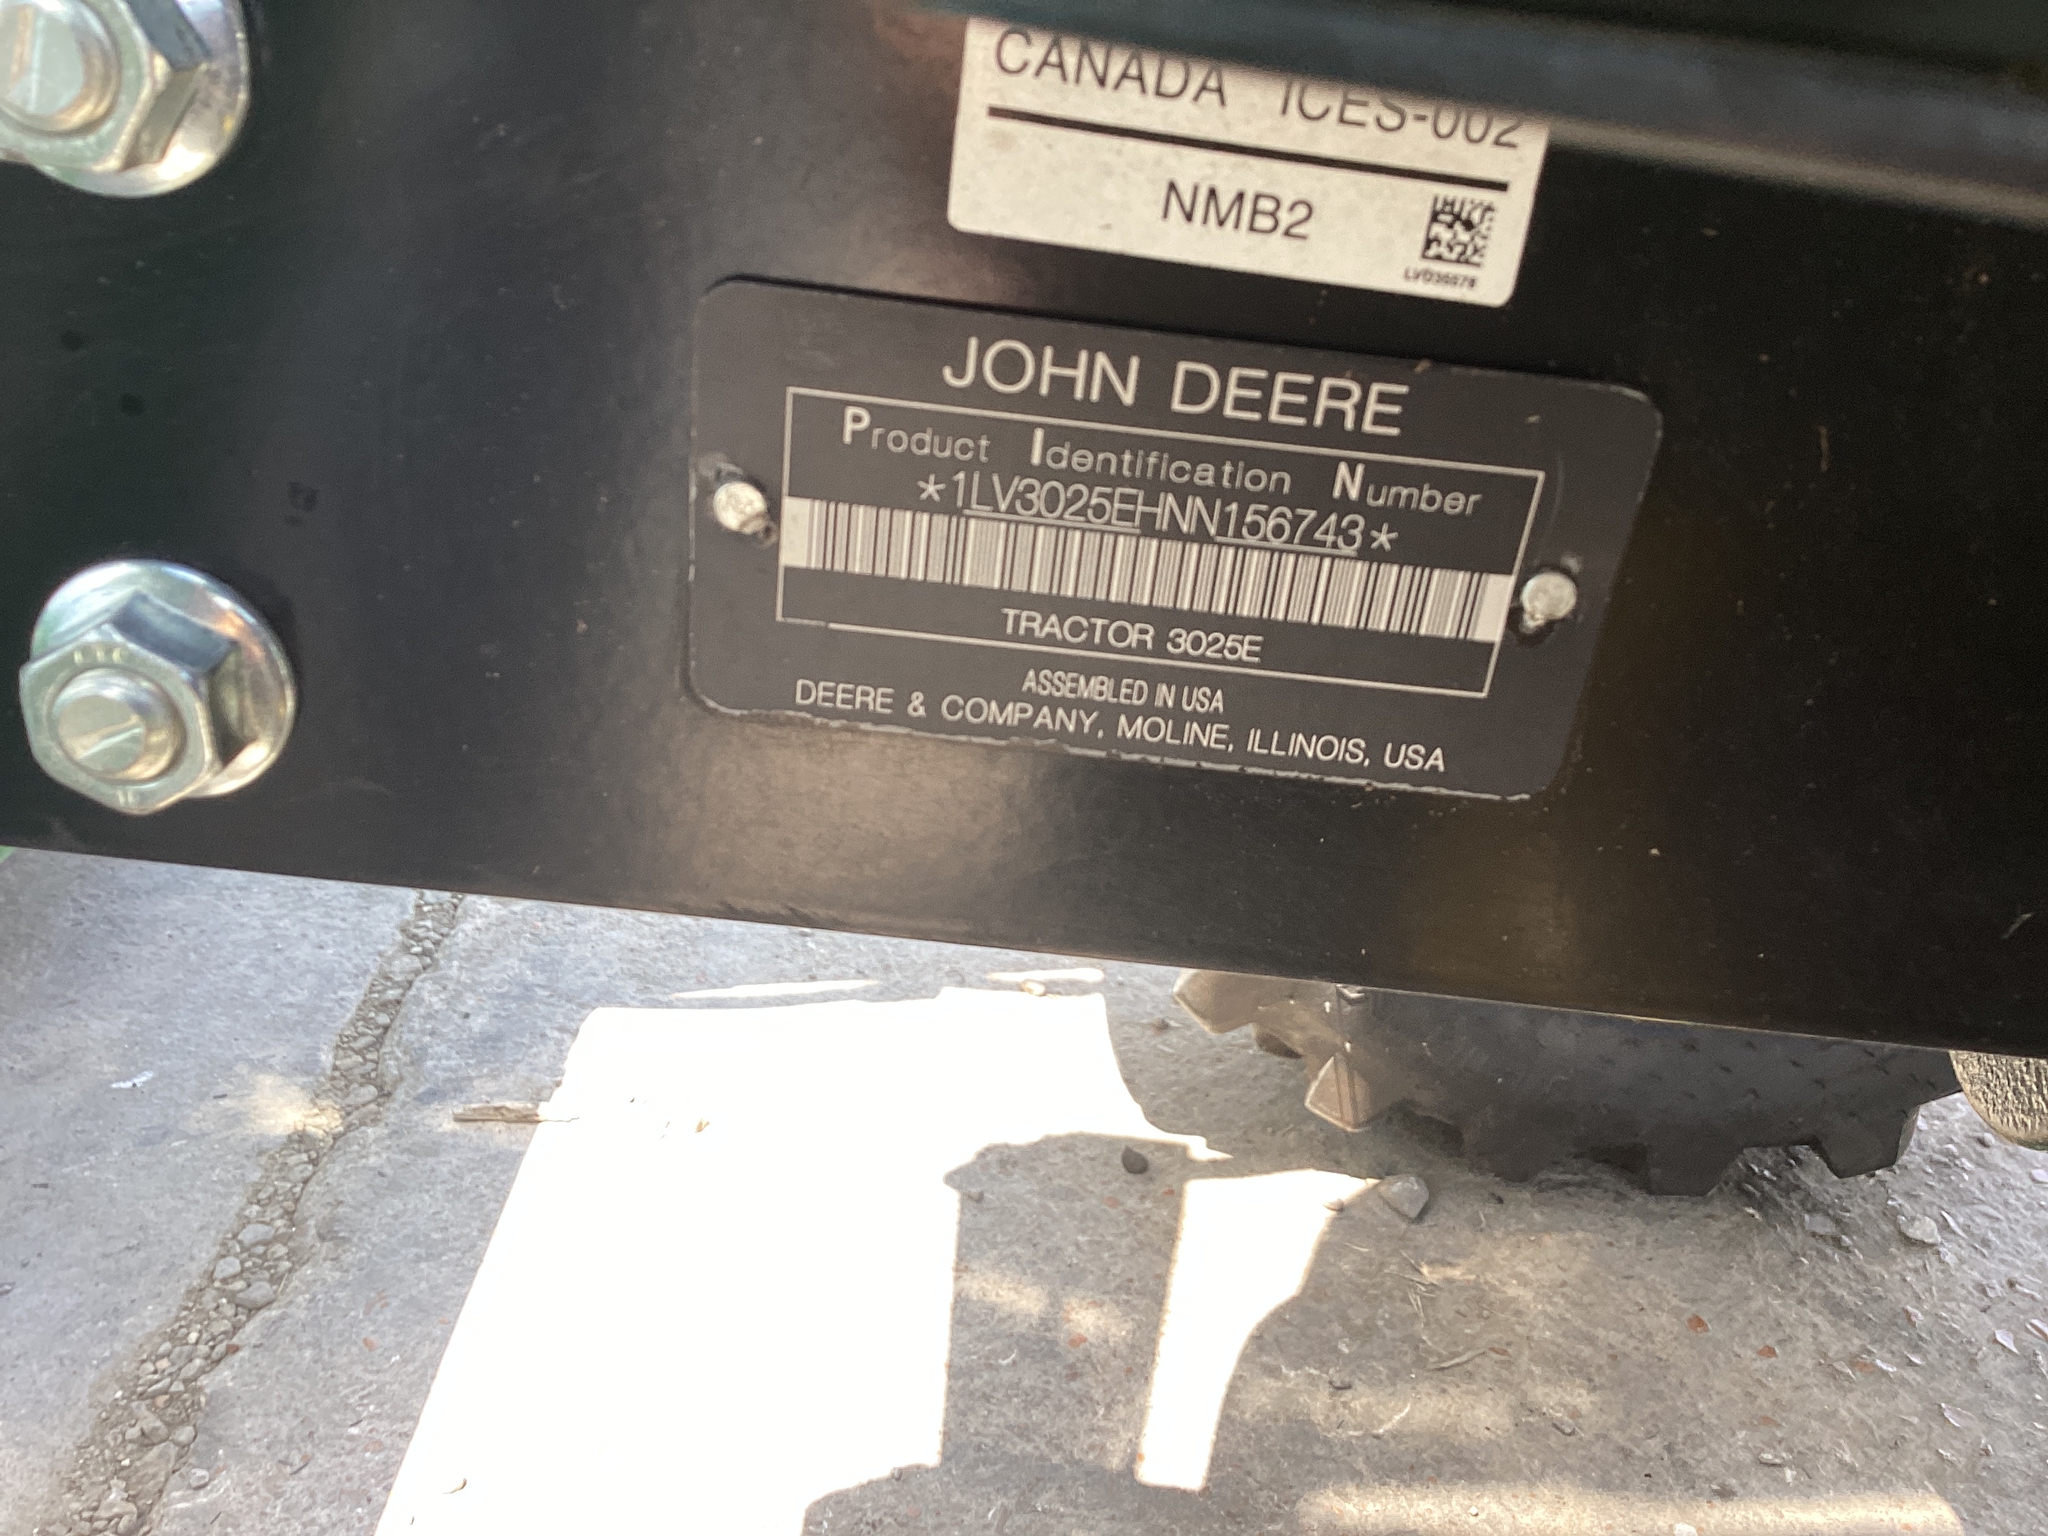 CANADA ICES-002
NMB2
JOHN DEERE
Product Identification Number
*1LV3025EHNN156743*
TRACTOR 3025E
ASSEMBLED IN USA
DEERE & COMPANY, MOLINE, ILLINOIS, USA